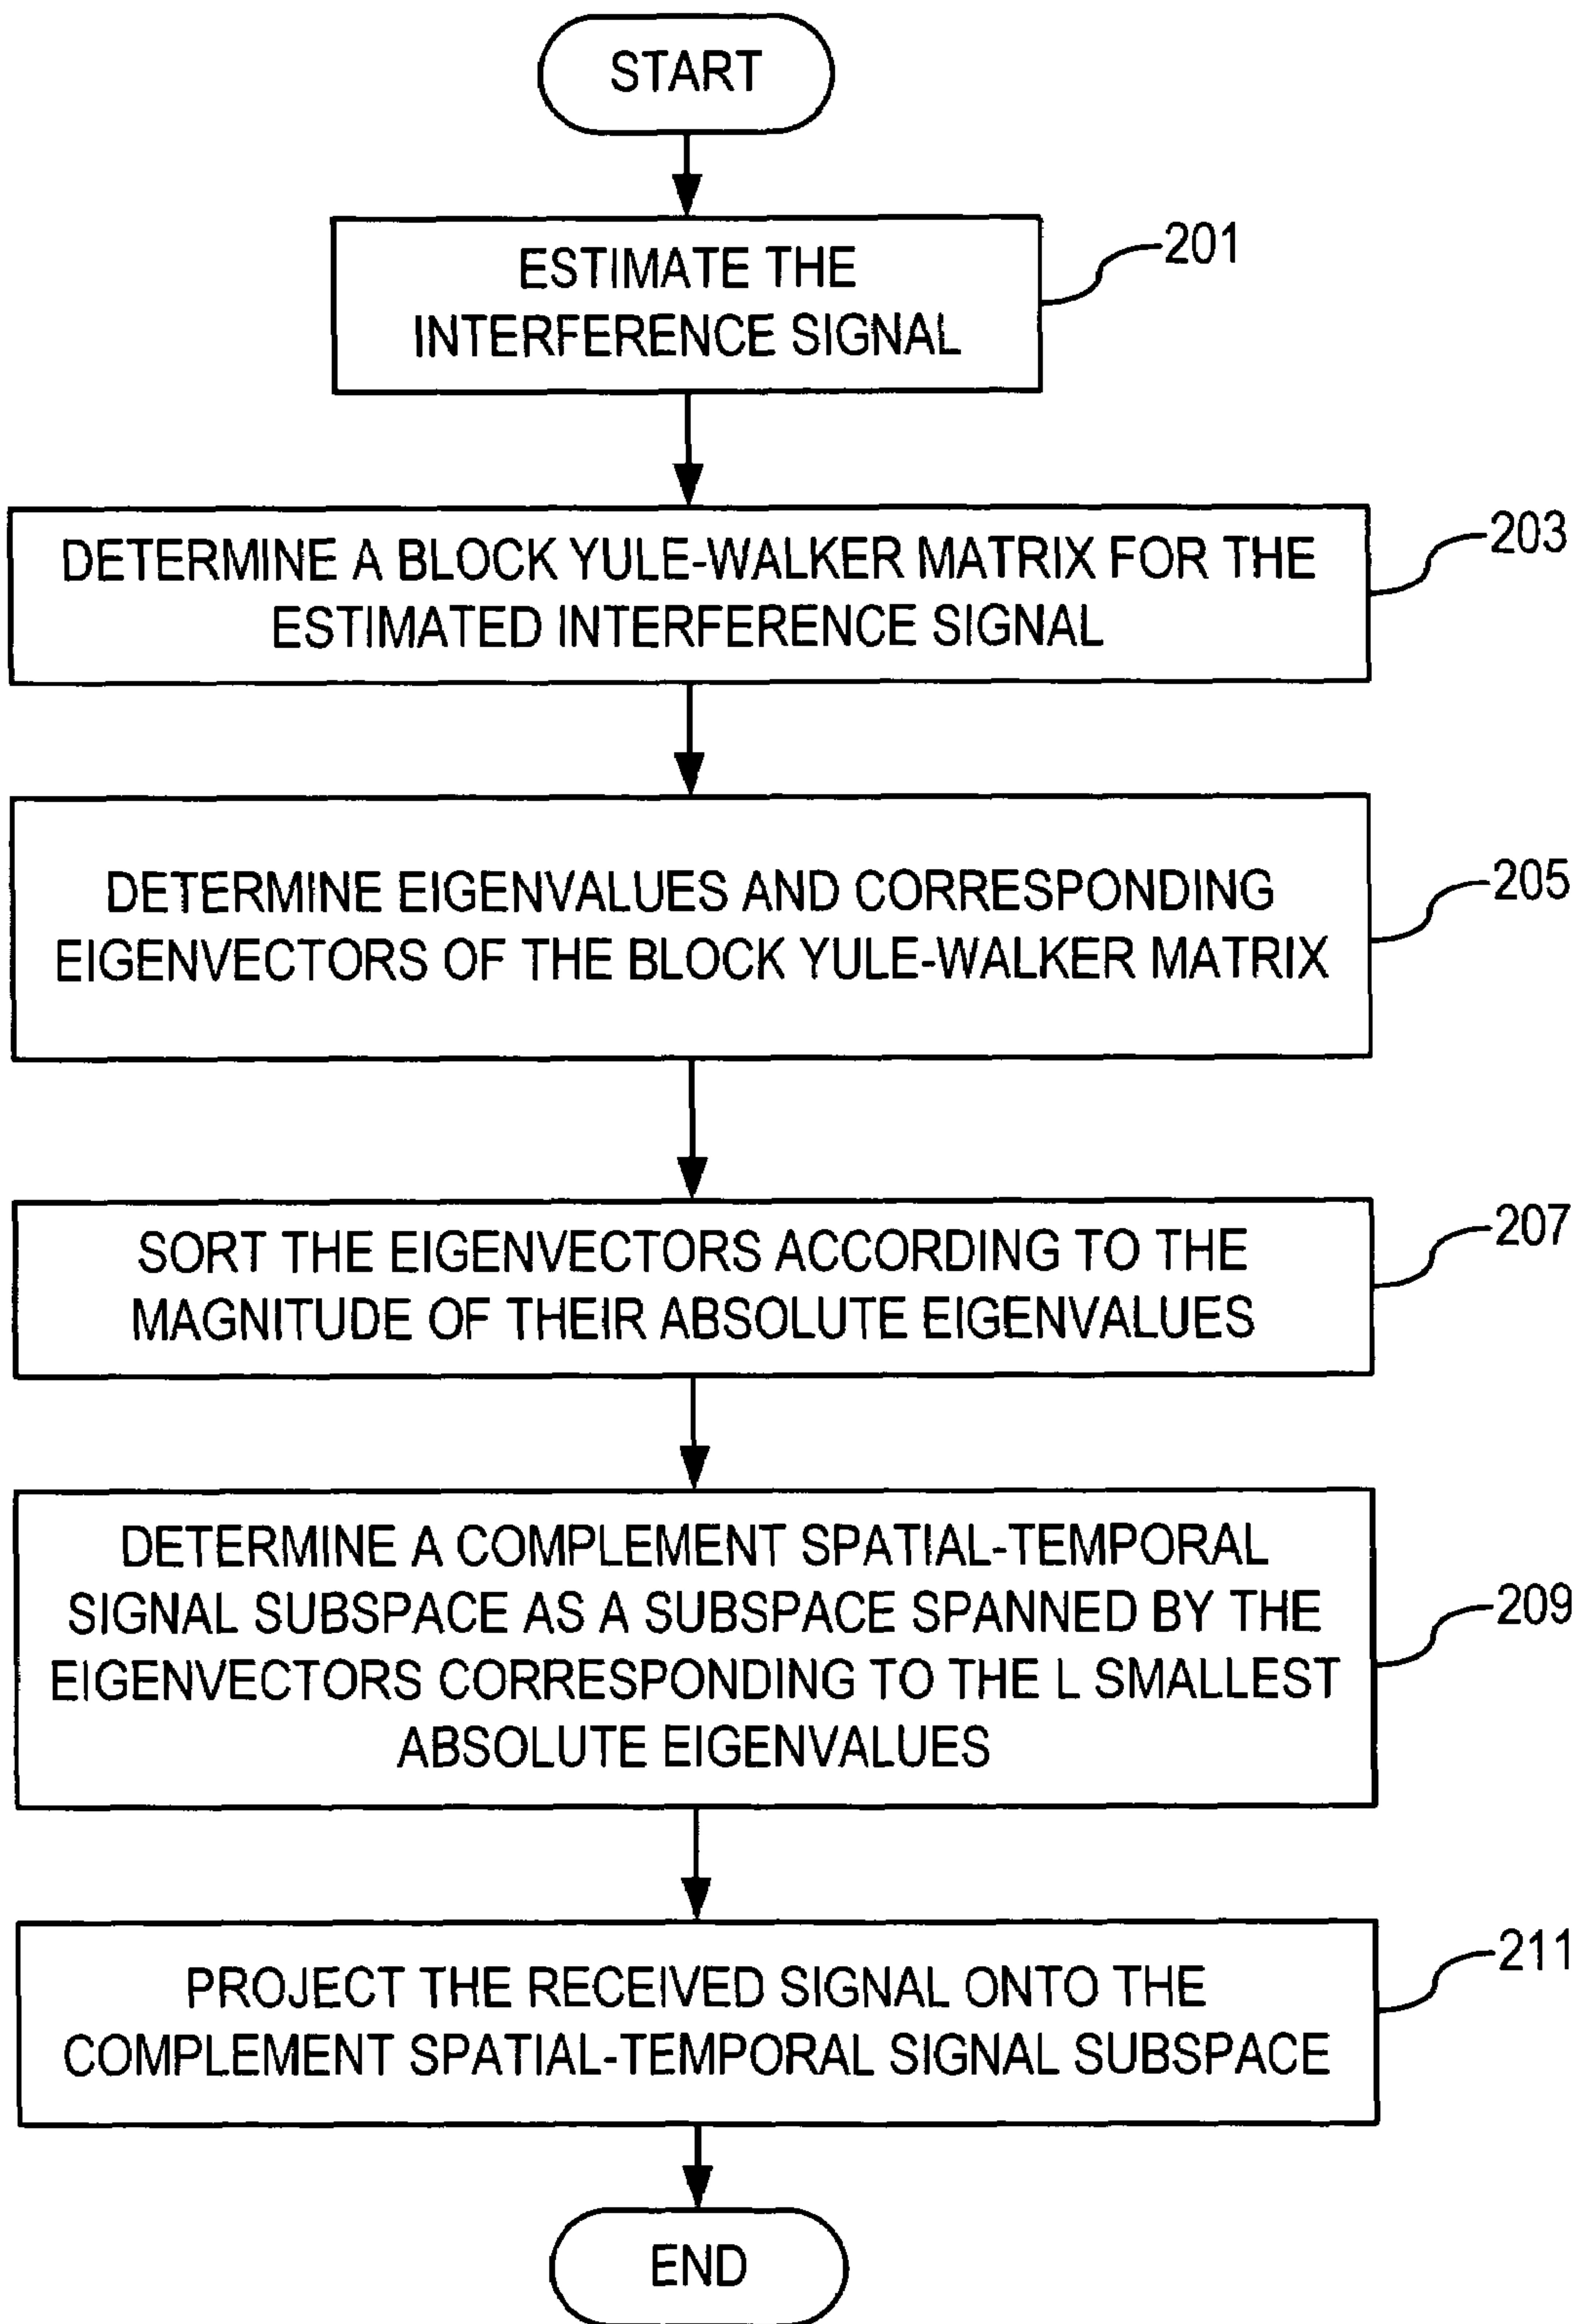 START
ESTIMATE THE
INTERFERENCE SIGNAL
201
DETERMINE A BLOCK YULE-WALKER MATRIX FOR THE
ESTIMATED INTERFERENCE SIGNAL
203
DETERMINE EIGENVALUES AND CORRESPONDING
EIGENVECTORS OF THE BLOCK YULE-WALKER MATRIX
205
SORT THE EIGENVECTORS ACCORDING TO THE
MAGNITUDE OF THEIR ABSOLUTE EIGENVALUES
207
DETERMINE A COMPLEMENT SPATIAL-TEMPORAL
SIGNAL SUBSPACE AS A SUBSPACE SPANNED BY THE
EIGENVECTORS CORRESPONDING TO THE L SMALLEST
ABSOLUTE EIGENVALUES
209
PROJECT THE RECEIVED SIGNAL ONTO THE
COMPLEMENT SPATIAL-TEMPORAL SIGNAL SUBSPACE
211
END